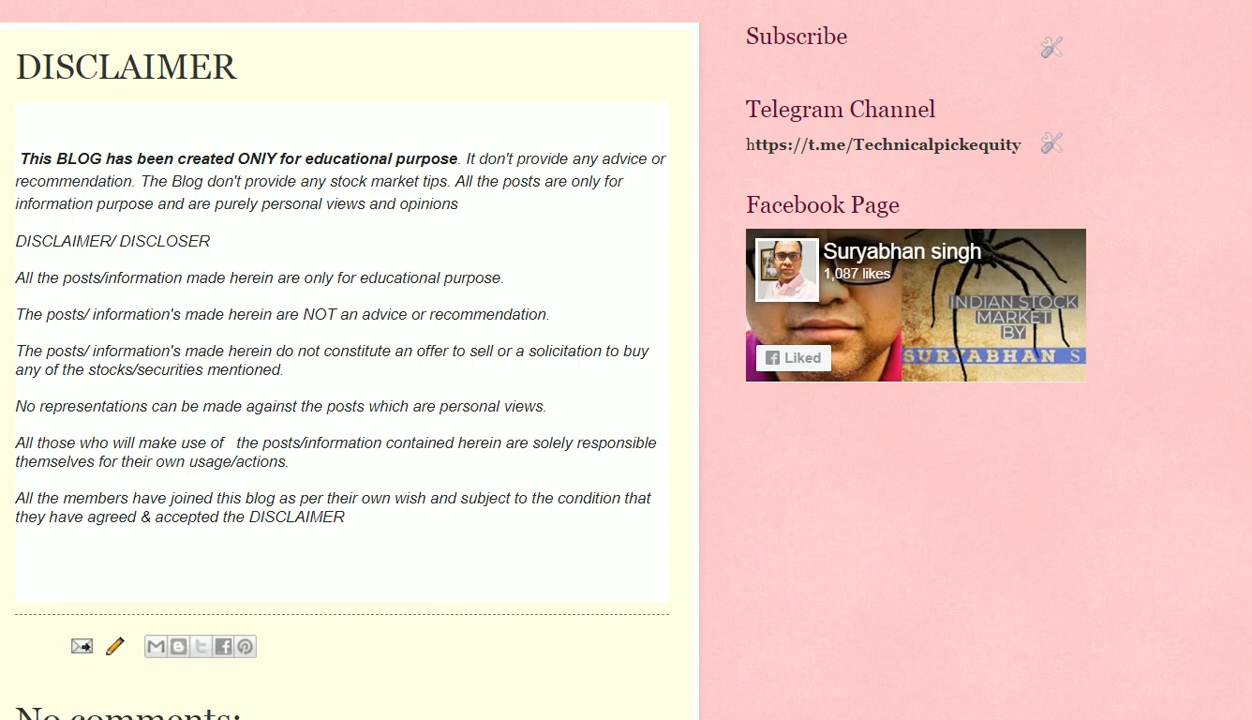 DISCLAIMER
This BLOG has been created ONlY for educational purpose. It don't provide any advice or
recommendation. The Blog don't provide any stock market tips. All the posts are only for
information purpose and are purely personal views and opinions
DISCLAIMER/ DISCLOSER
All the posts/information made herein are only for educational purpose.
The posts/ information's made herein are NOT an advice or recommendation.
The posts/ information's made herein do not constitute an offer to sell or a solicitation to buy
any of the stocks/securities mentioned.
No representations can be made against the posts which are personal views.
All those who will make use of   the posts/information contained herein are solely responsible
themselves for their own usage/actions.
All the members have joined this blog as per their own wish and subject to the condition that
they have agreed & accepted the DISCLAIMER
No comments:
Subscribe
Telegram Channel
https://t.me/Technicalpickequity
Facebook Page
Suryabhan singh
1,087 likes
INDIAN STOCK
MARKET
BY
SURYABHAN S
Liked